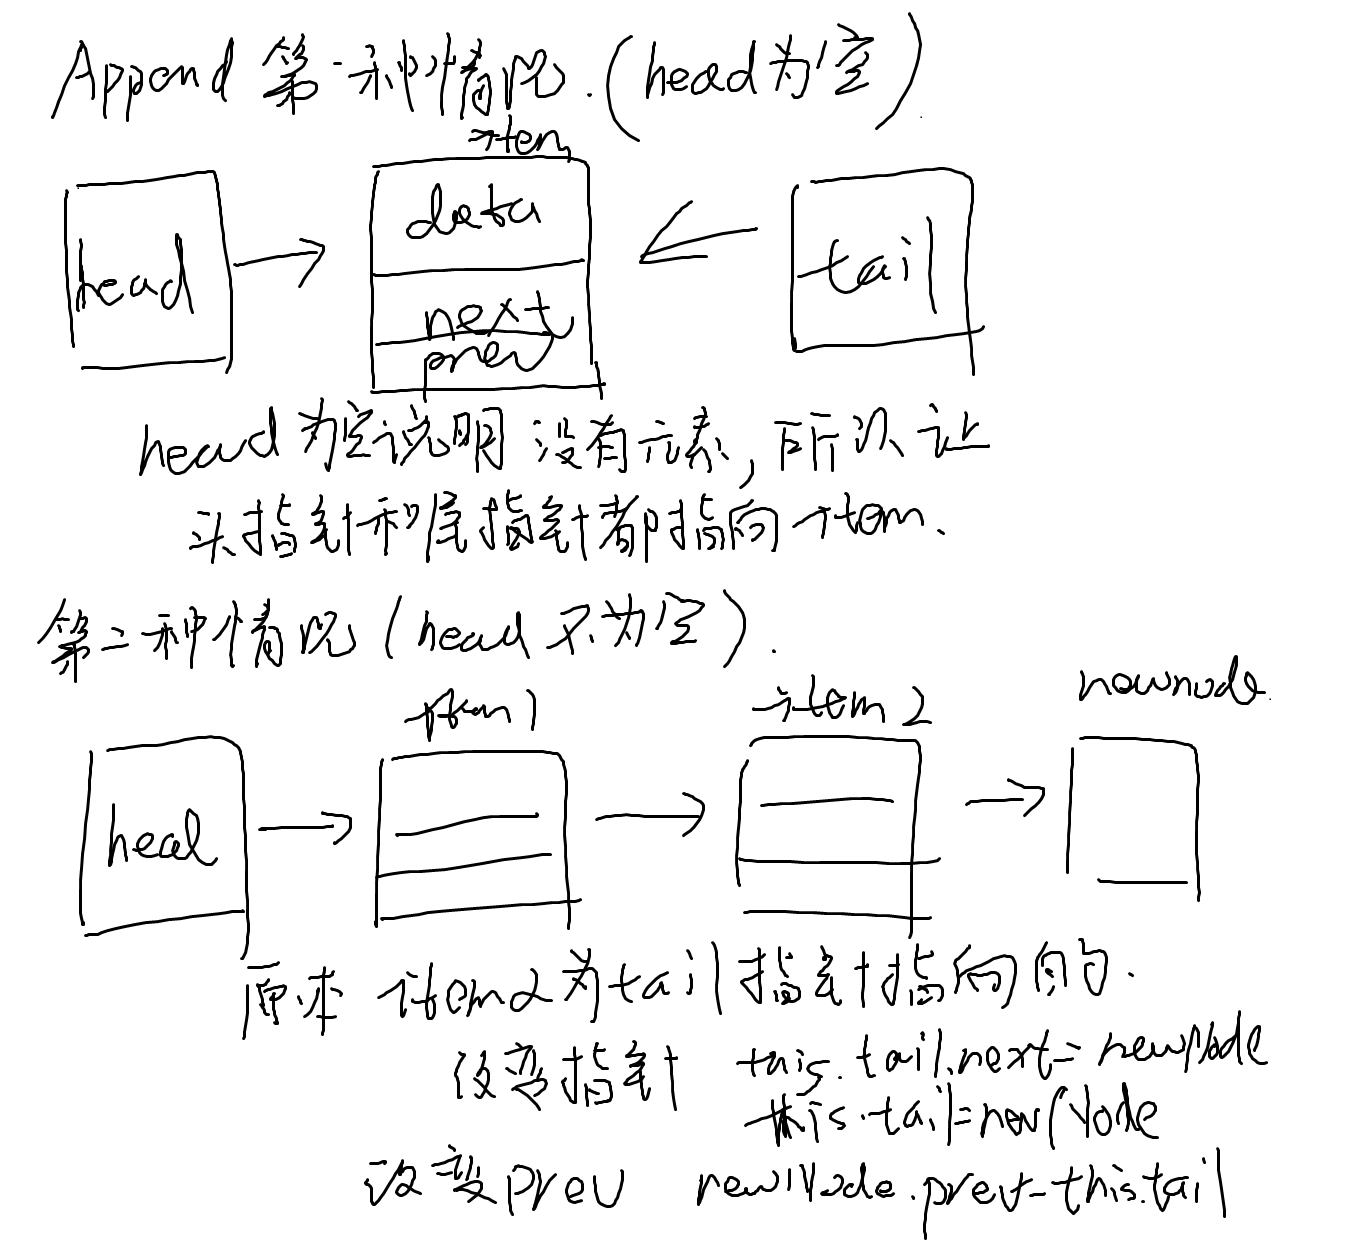 Append 第一种情况.(head为空)
item
head
data
next
prev
tail
head为空说明没有元素,所以让
头指针和尾指针都指向item.
第二种情况(head不为空).
item1
item2
newnode
head
原本 item2为tail指针指向的.
改变指针 this.tail.next=newNode
this.tail=newNode
改变prev newNode.prev=this.tail